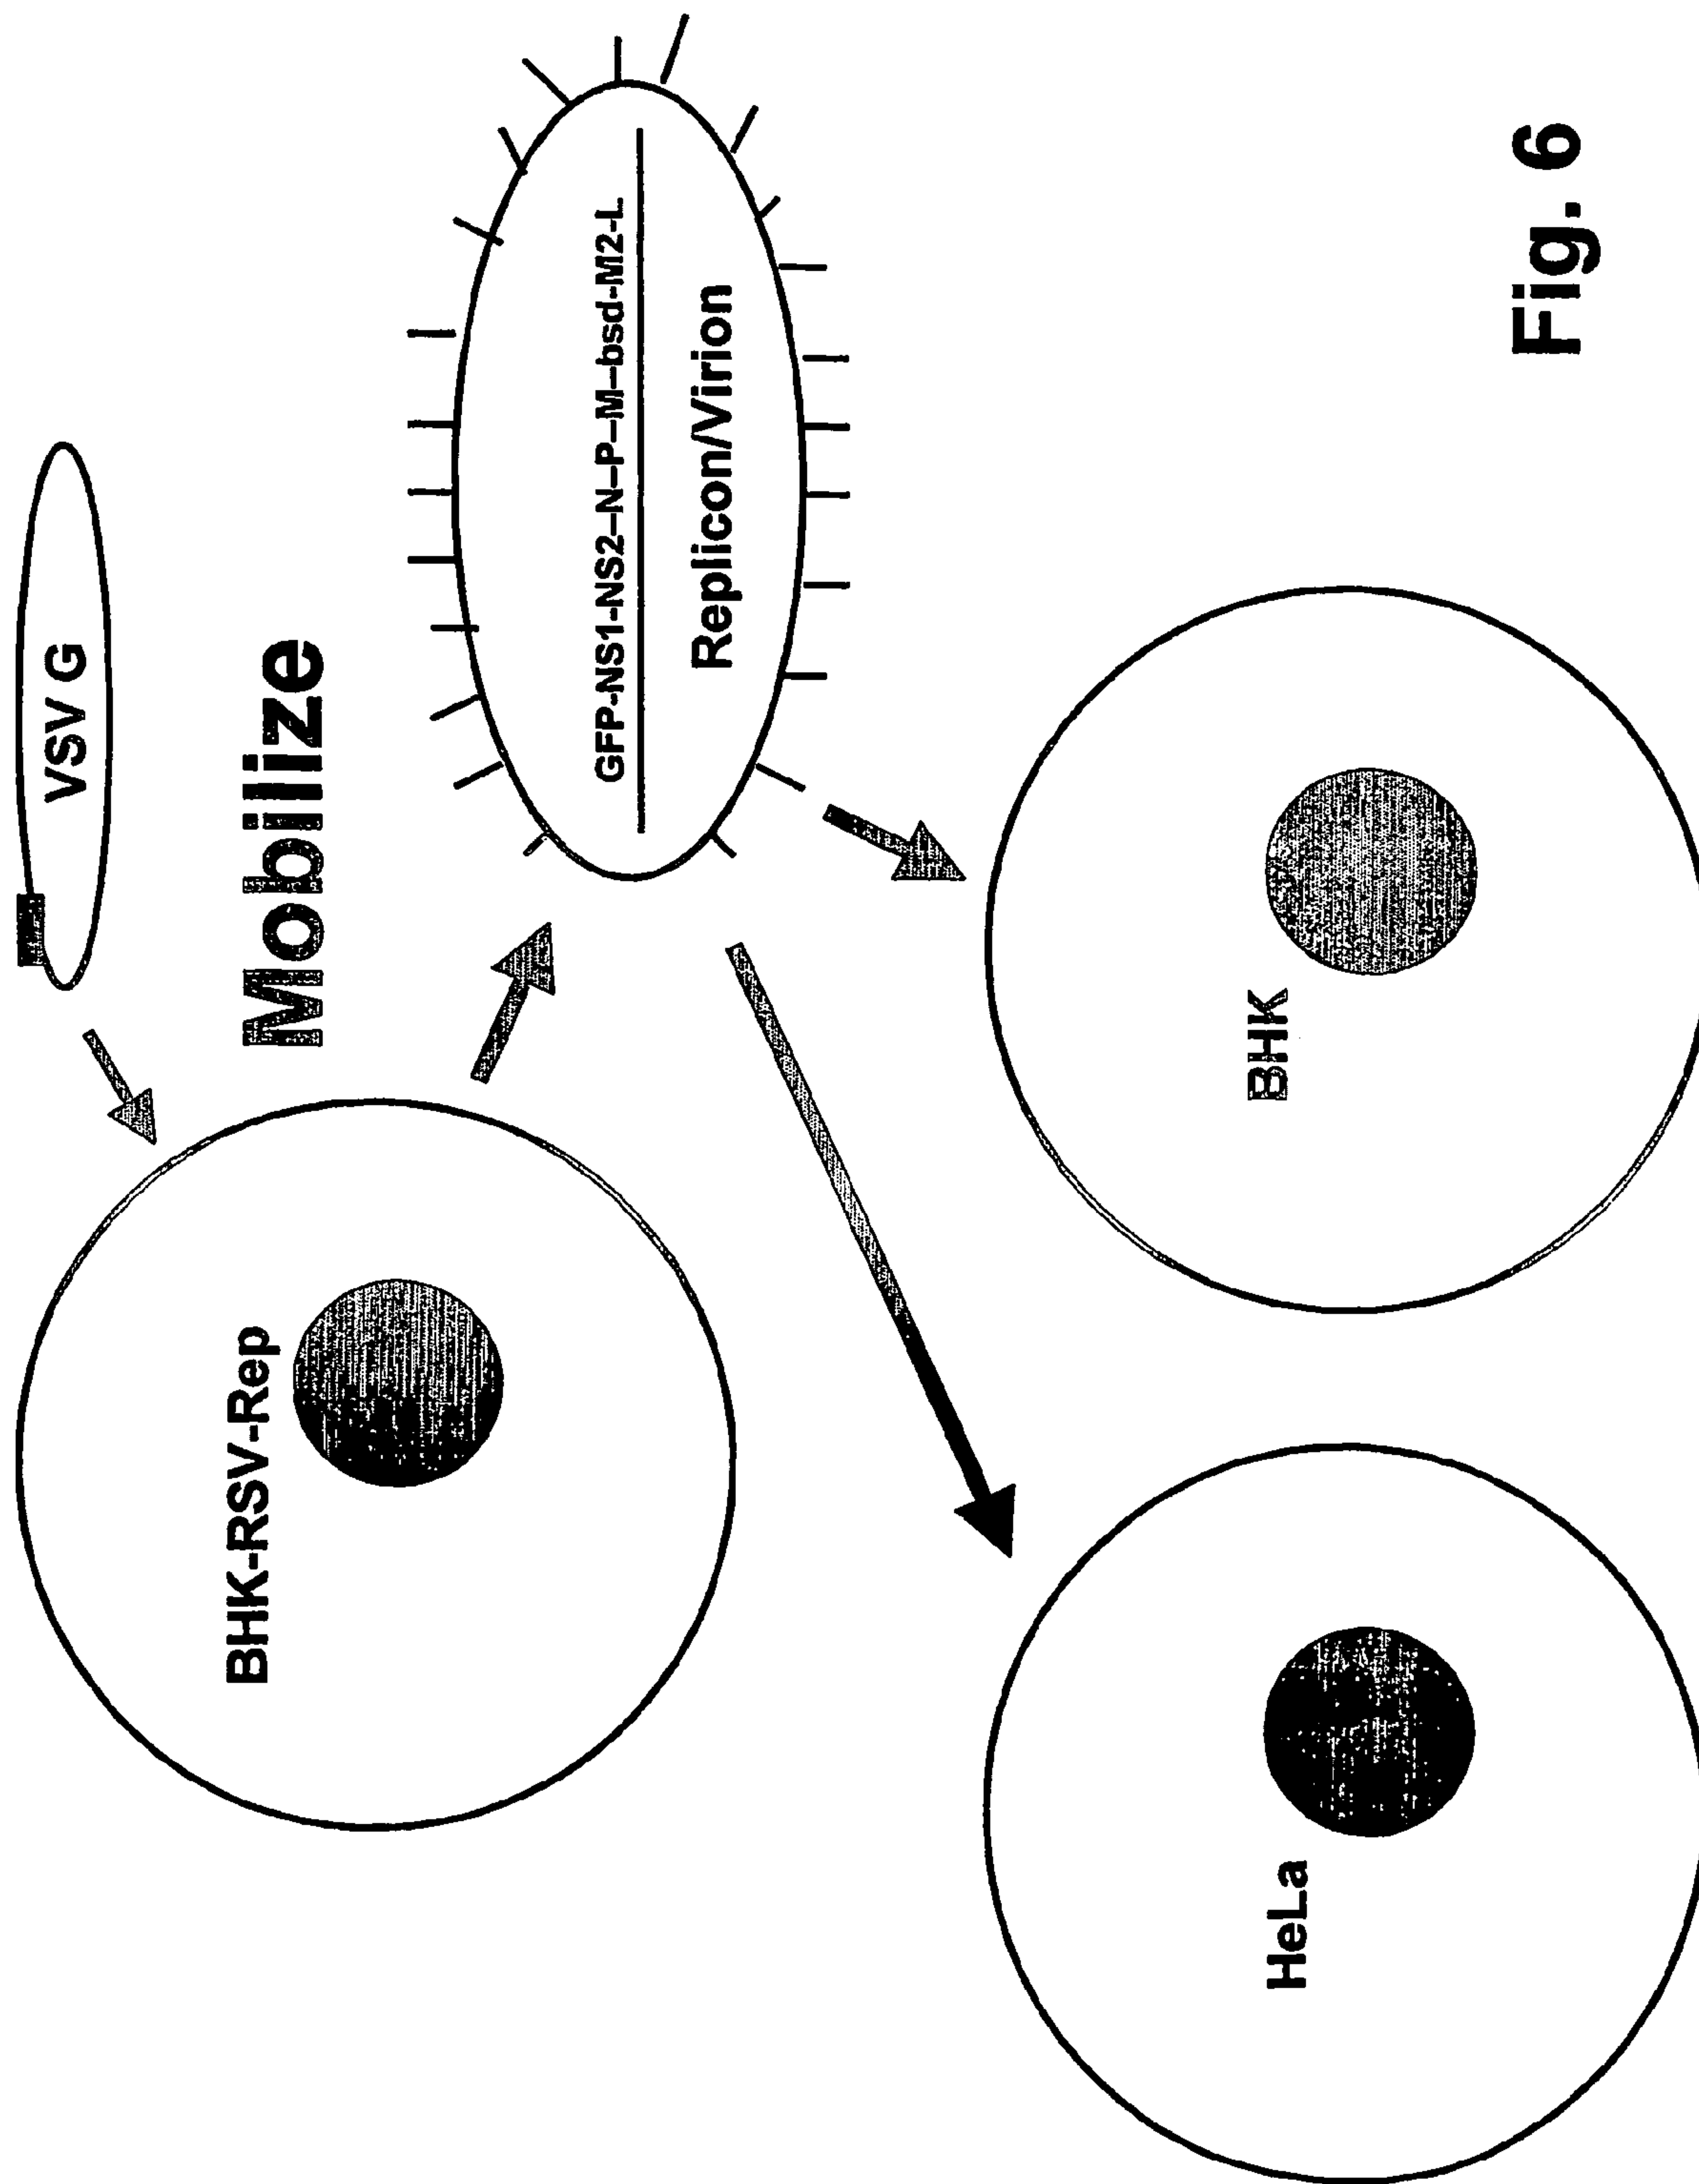 VSV G
Mobilize
BHK-RSV-Rep
GFP-NS1-NS2–N–P–M–bsd-M2-L
Replicon/Virion
HeLa
BHK
Fig. 6